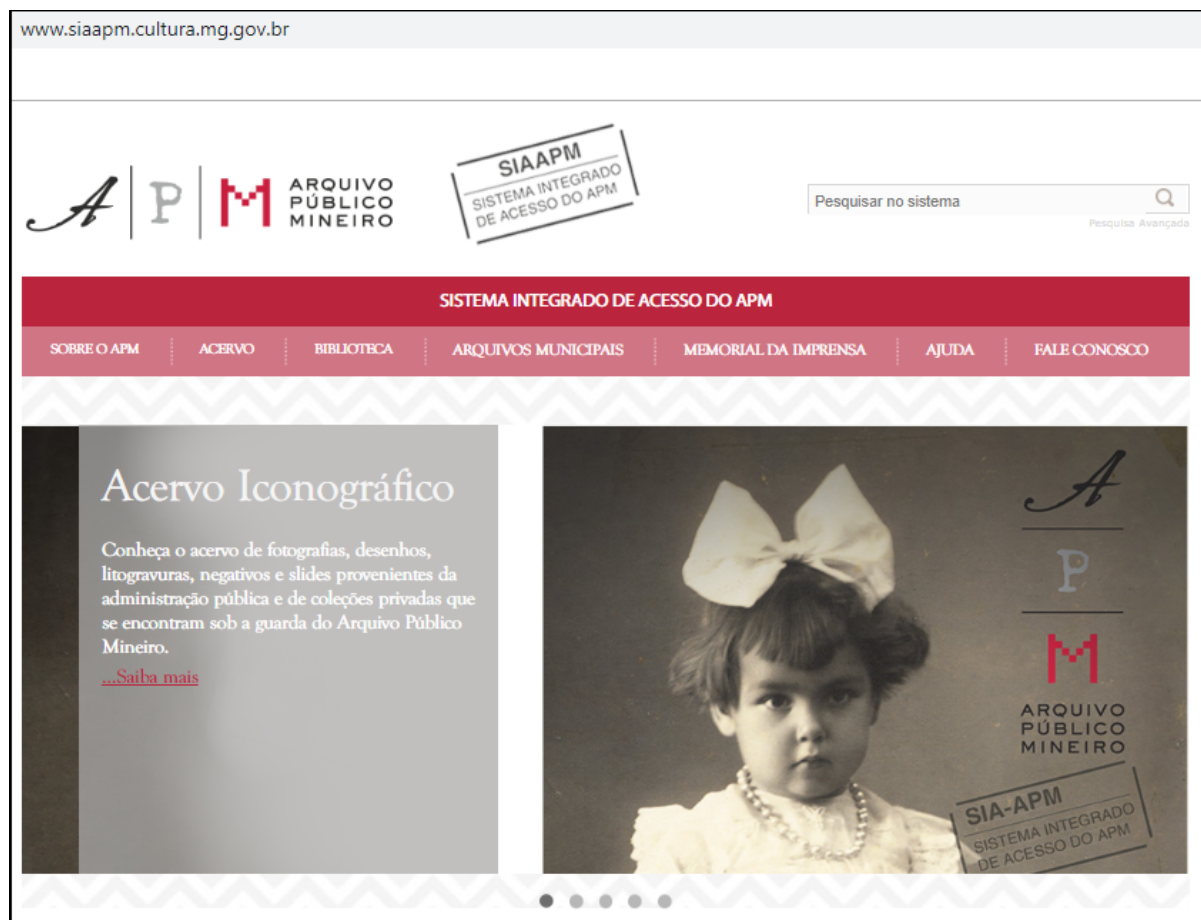 www.siaapm.cultura.mg.gov.br
A P M ARQUIVO
PÚBLICO
MINEIRO
SIAAPM
SISTEMA INTEGRADO
DE ACESSO DO APM
Pesquisar no sistema
Pesquisa Avançada
SISTEMA INTEGRADO DE ACESSO DO APM
SOBRE O APM ACERVO BIBLIOTECA ARQUIVOS MUNICIPAIS MEMORIAL DA IMPRENSA AJUDA FALE CONOSCO
Acervo Iconográfico
Conheça o acervo de fotografias, desenhos,
litogravuras, negativos e slides provenientes da
administração pública e de coleções privadas que
se encontram sob a guarda do Arquivo Público
Mineiro.
...Saiba mais
A
P
M
ARQUIVO
PÚBLICO
MINEIRO
SIA-APM
SISTEMA INTEGRADO
DE ACESSO DO APM